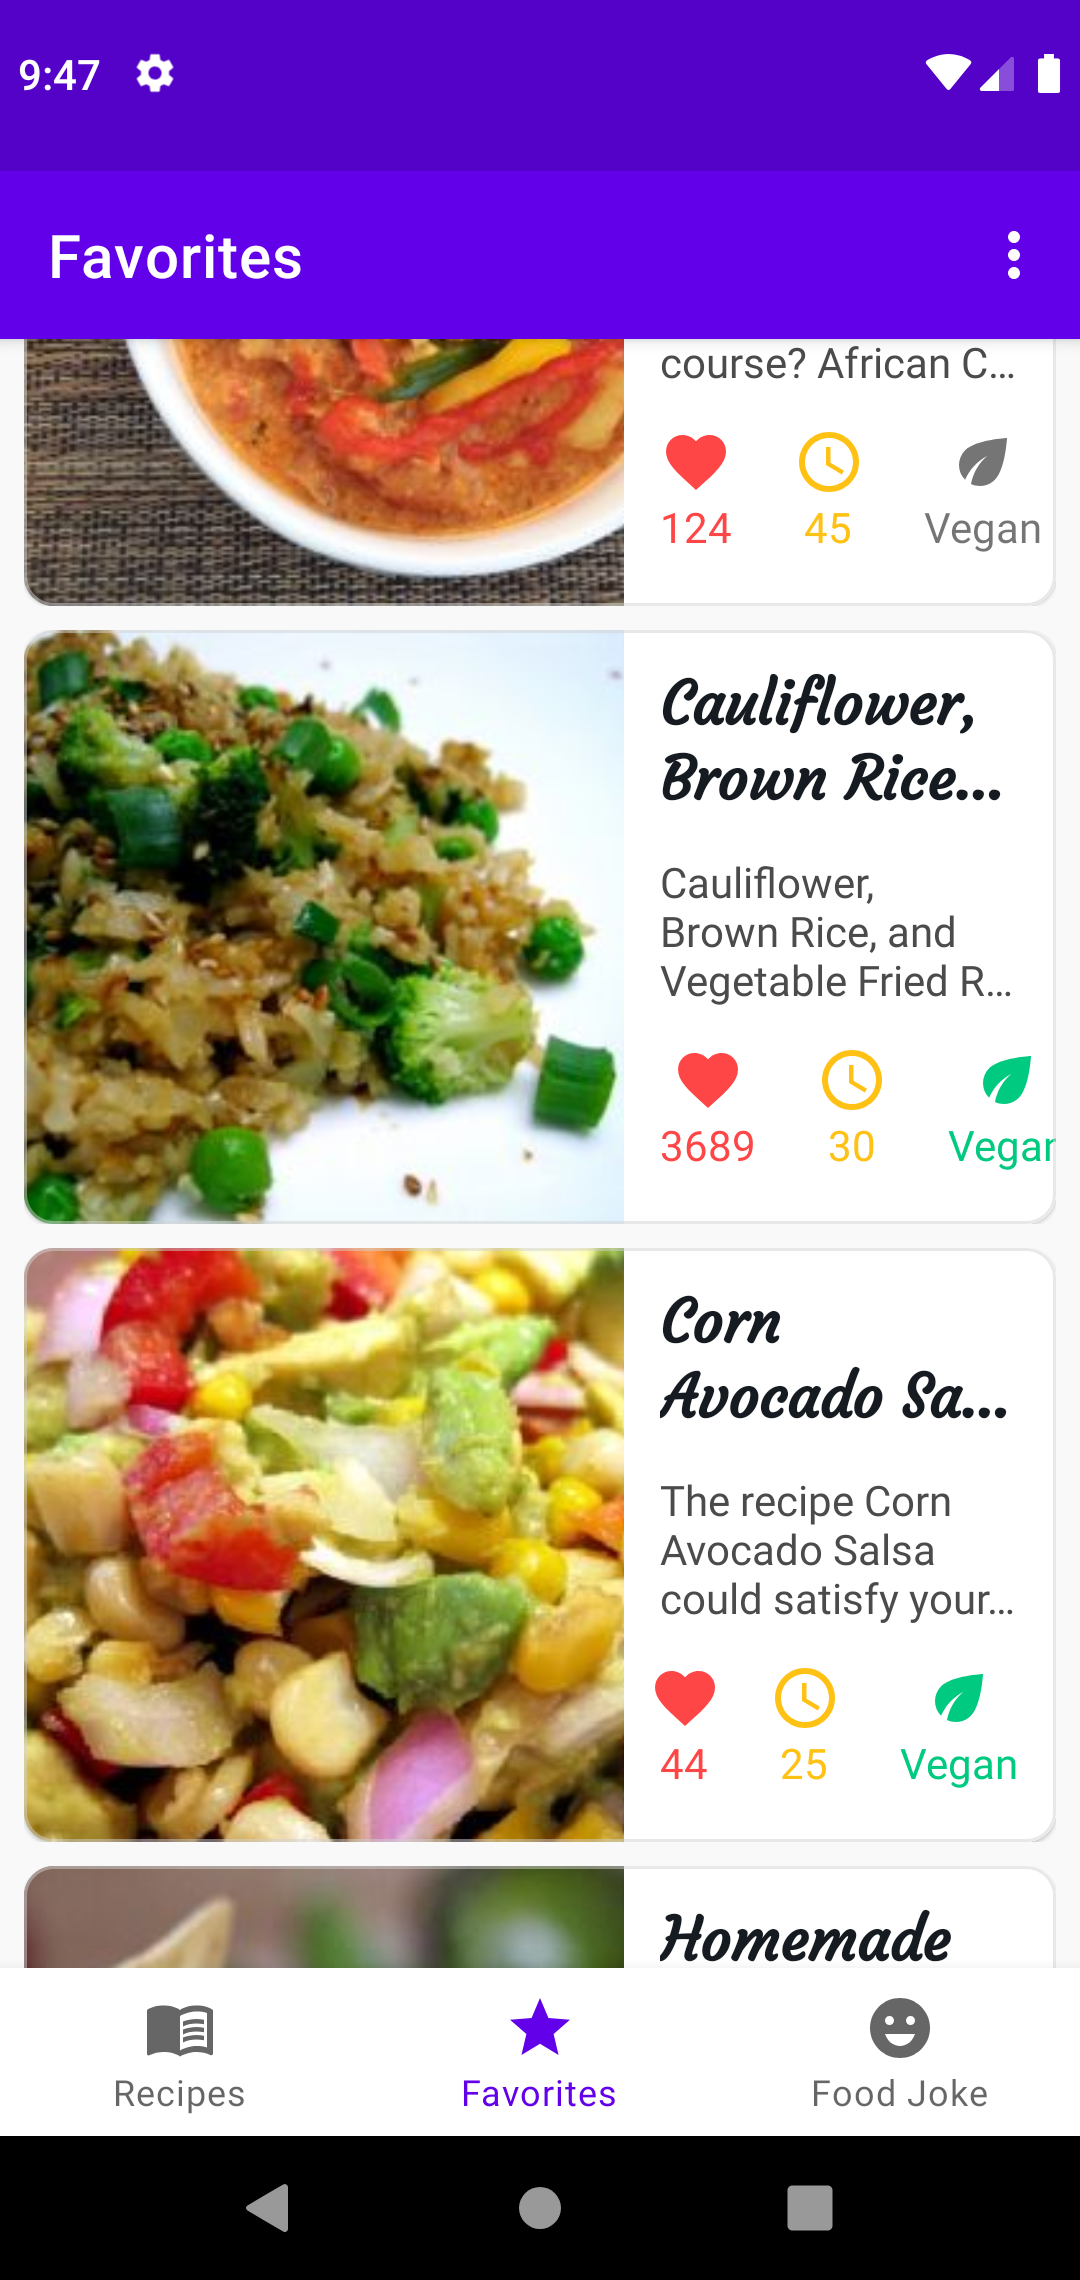 9:47
Favorites
course? African C...
124
45
Vegan
Cauliflower,
Brown Rice...
Cauliflower,
Brown Rice, and
Vegetable Fried R...
3689
30
Vegan
Corn
Avocado Sa...
The recipe Corn
Avocado Salsa
could satisfy your...
44
25
Vegan
Homemade
Recipes
Favorites
Food Joke